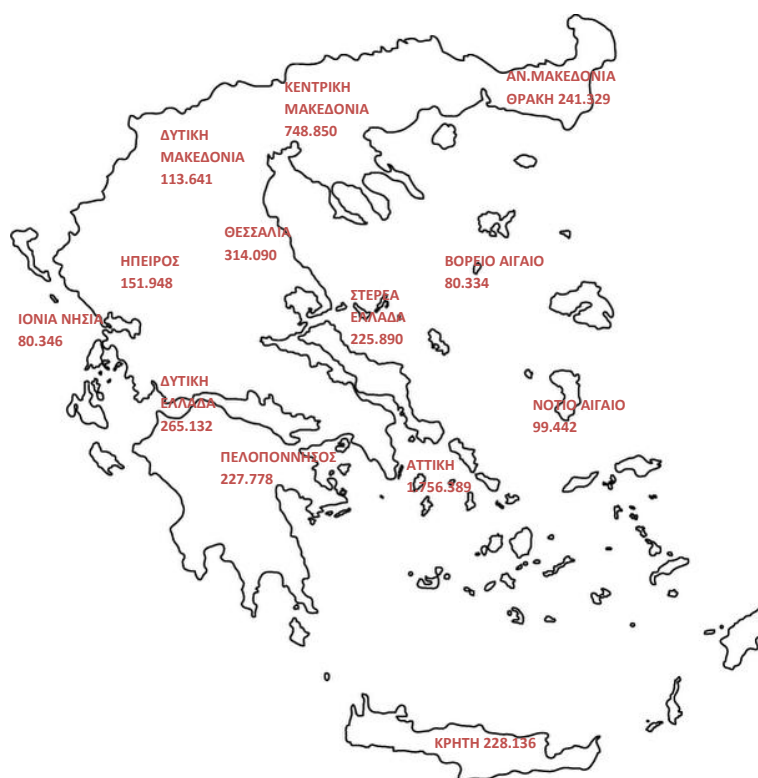 ΑΝ.ΜΑΚΕΔΟΝΙΑ
ΘΡΑΚΗ 241.329
ΚΕΝΤΡΙΚΗ
ΜΑΚΕΔΟΝΙΑ
748.850
ΔΥΤΙΚΗ
ΜΑΚΕΔΟΝΙΑ
113.641
ΘΕΣΣΑΛΙΑ
314.090
ΗΠΕΙΡΟΣ
151.948
ΒΟΡΕΙΟ ΑΙΓΑΙΟ
80.334
ΣΤΕΡΕΑ
ΕΛΛΑΔΑ
225.890
ΙΟΝΙΑ ΝΗΣΙΑ
80.346
ΔΥΤΙΚΗ
ΕΛΛΑΔΑ
265.132
ΝΟΤΙΟ ΑΙΓΑΙΟ
99.442
ΠΕΛΟΠΟΝΝΗΣΟΣ
227.778
ΑΤΤΙΚΗ
1.756.389
ΚΡΗΤΗ 228.136